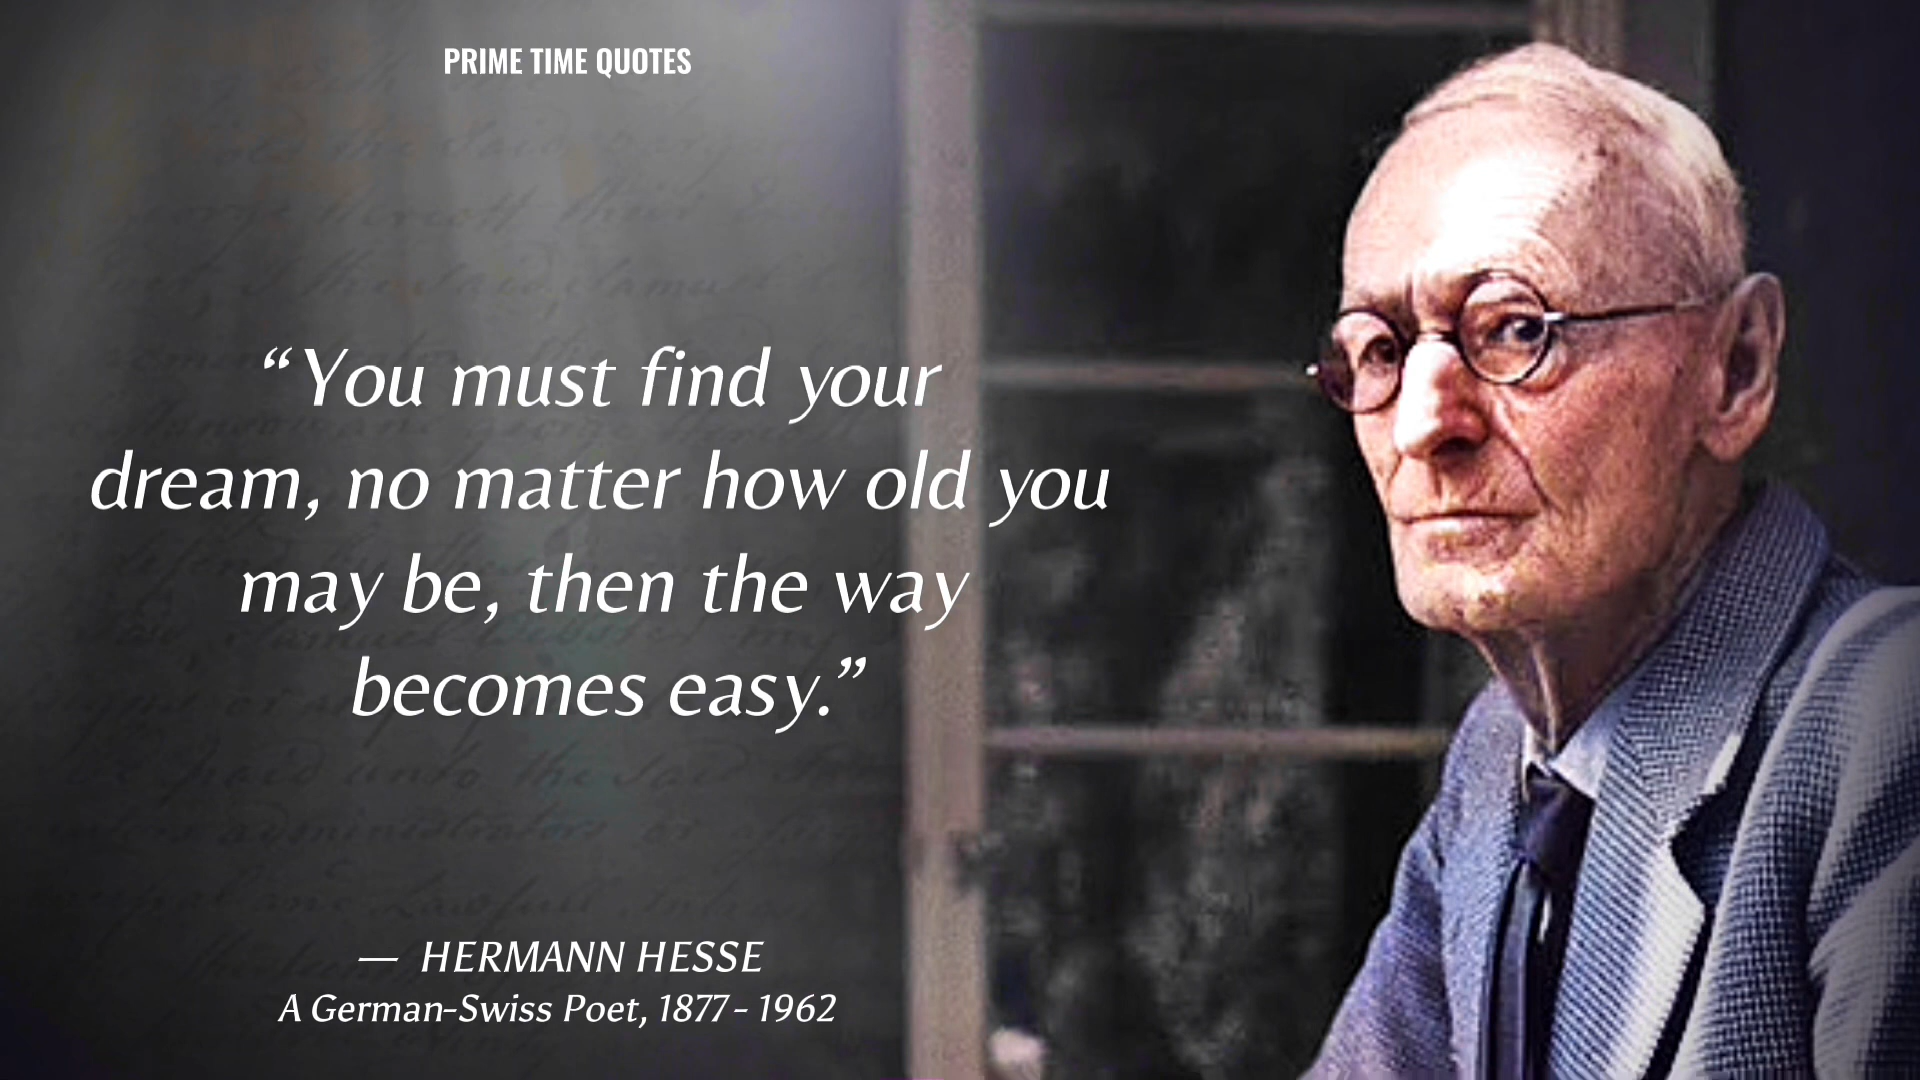 PRIME TIME QUOTES
“You must find your
dream, no matter how old you
may be, then the way
becomes easy.”
— HERMANN HESSE
A German-Swiss Poet, 1877 - 1962